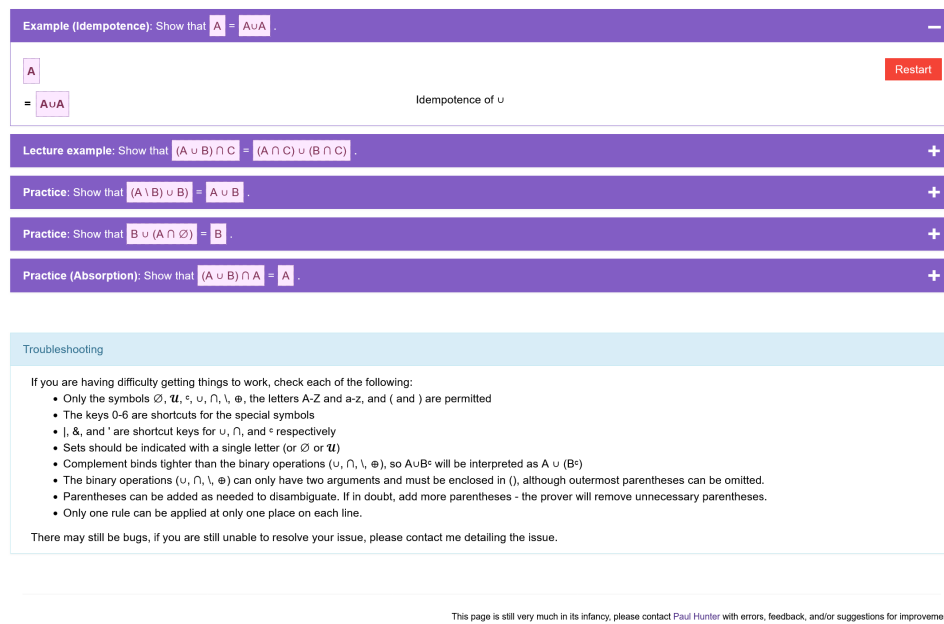 Example (Idempotence): Show that A = A∪A .
A
Restart
= A∪A
Idempotence of ∪
Lecture example: Show that (A ∪ B) ∩ C = (A ∩ C) ∪ (B ∩ C) .
Practice: Show that (A \ B) ∪ B) = A ∪ B .
Practice: Show that B ∪ (A ∩ ∅) = B .
Practice (Absorption): Show that (A ∪ B) ∩ A = A .
Troubleshooting
If you are having difficulty getting things to work, check each of the following:
• Only the symbols ∅, 𝓤, ᶜ, ∪, ∩, \, ⊕, the letters A-Z and a-z, and ( and ) are permitted
• The keys 0-6 are shortcuts for the special symbols
• |, &, and ' are shortcut keys for ∪, ∩, and ᶜ respectively
• Sets should be indicated with a single letter (or ∅ or 𝓤)
• Complement binds tighter than the binary operations (∪, ∩, \, ⊕), so A∪Bᶜ will be interpreted as A ∪ (Bᶜ)
• The binary operations (∪, ∩, \, ⊕) can only have two arguments and must be enclosed in (), although outermost parentheses can be omitted.
• Parentheses can be added as needed to disambiguate. If in doubt, add more parentheses - the prover will remove unnecessary parentheses.
• Only one rule can be applied at only one place on each line.
There may still be bugs, if you are still unable to resolve your issue, please contact me detailing the issue.
This page is still very much in its infancy, please contact Paul Hunter with errors, feedback, and/or suggestions for improveme